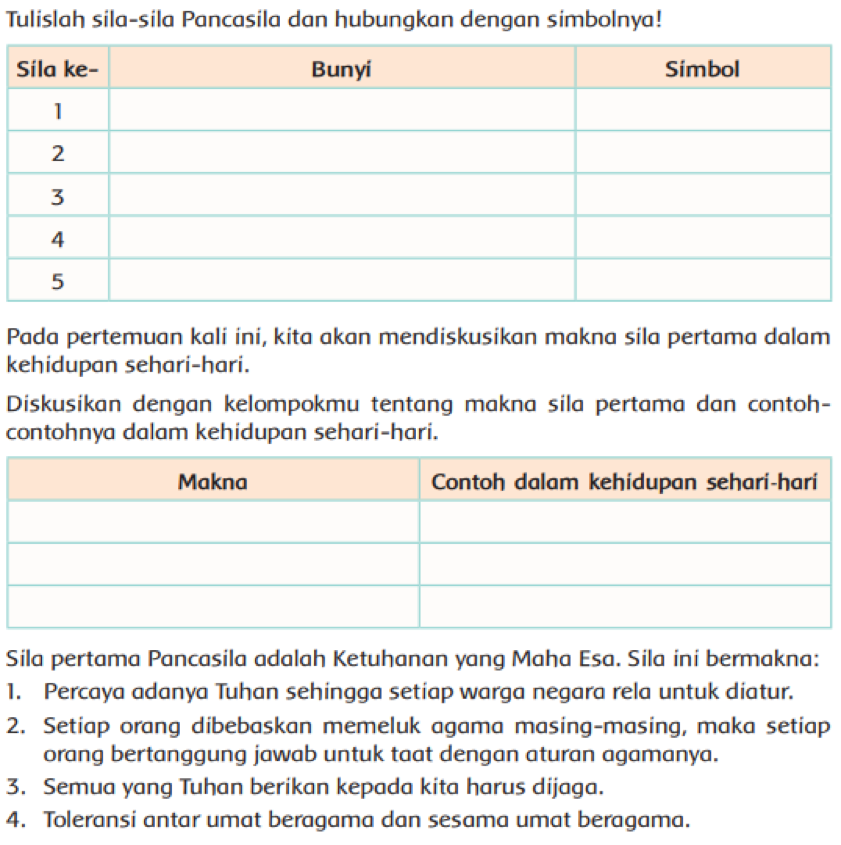 Tulislah sila-sila Pancasila dan hubungkan dengan simbolnya!
Sila ke- Bunyi Simbol
1
2
3
4
5
Pada pertemuan kali ini, kita akan mendiskusikan makna sila pertama dalam
kehidupan sehari-hari.
Diskusikan dengan kelompokmu tentang makna sila pertama dan contoh-
contohnya dalam kehidupan sehari-hari.
Makna Contoh dalam kehidupan sehari-hari
Sila pertama Pancasila adalah Ketuhanan yang Maha Esa. Sila ini bermakna:
1. Percaya adanya Tuhan sehingga setiap warga negara rela untuk diatur.
2. Setiap orang dibebaskan memeluk agama masing-masing, maka setiap
orang bertanggung jawab untuk taat dengan aturan agamanya.
3. Semua yang Tuhan berikan kepada kita harus dijaga.
4. Toleransi antar umat beragama dan sesama umat beragama.